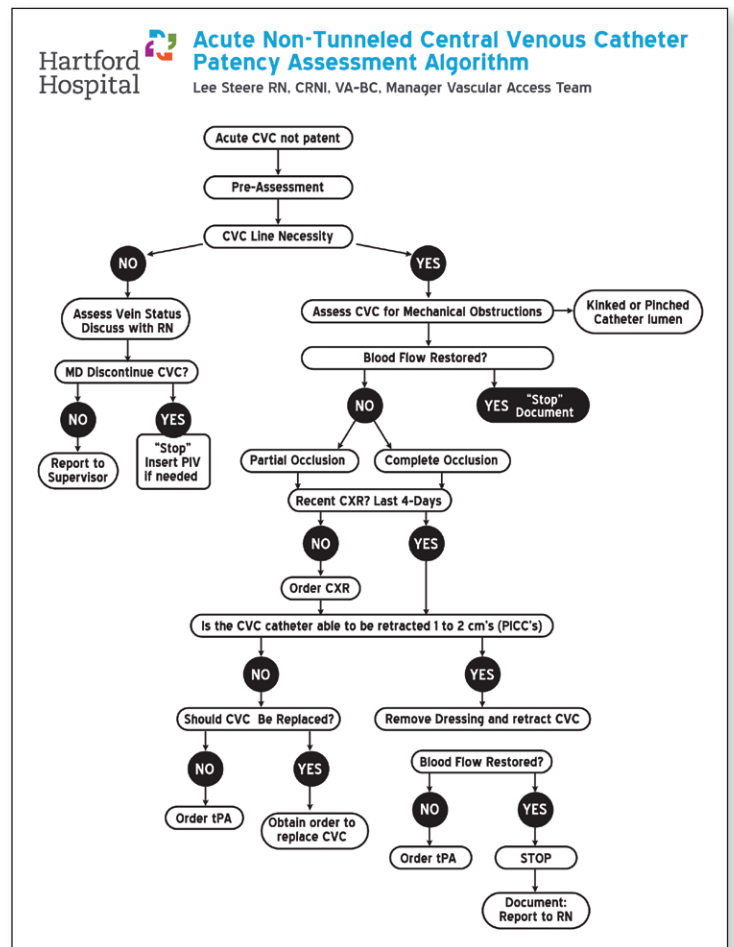 Hartford
Hospital
Acute Non-Tunneled Central Venous Catheter
Patency Assessment Algorithm
Lee Steere RN, CRNI, VA-BC, Manager Vascular Access Team
Acute CVC not patent
Pre-Assessment
CVC Line Necessity
NO
YES
Assess Vein Status
Discuss with RN
Assess CVC for Mechanical Obstructions
Kinked or Pinched
Catheter lumen
MD Discontinue CVC?
Blood Flow Restored?
NO
YES
NO
YES "Stop"
Document
Report to
Supervisor
"Stop"
Insert PIV
if needed
Partial Occlusion
Complete Occlusion
Recent CXR? Last 4-Days
NO
YES
Order CXR
Is the CVC catheter able to be retracted 1 to 2 cm's (PICC's)
NO
YES
Should CVC Be Replaced?
Remove Dressing and retract CVC
NO
YES
Blood Flow Restored?
NO
YES
Order tPA
Obtain order to
replace CVC
Order tPA
STOP
Document:
Report to RN